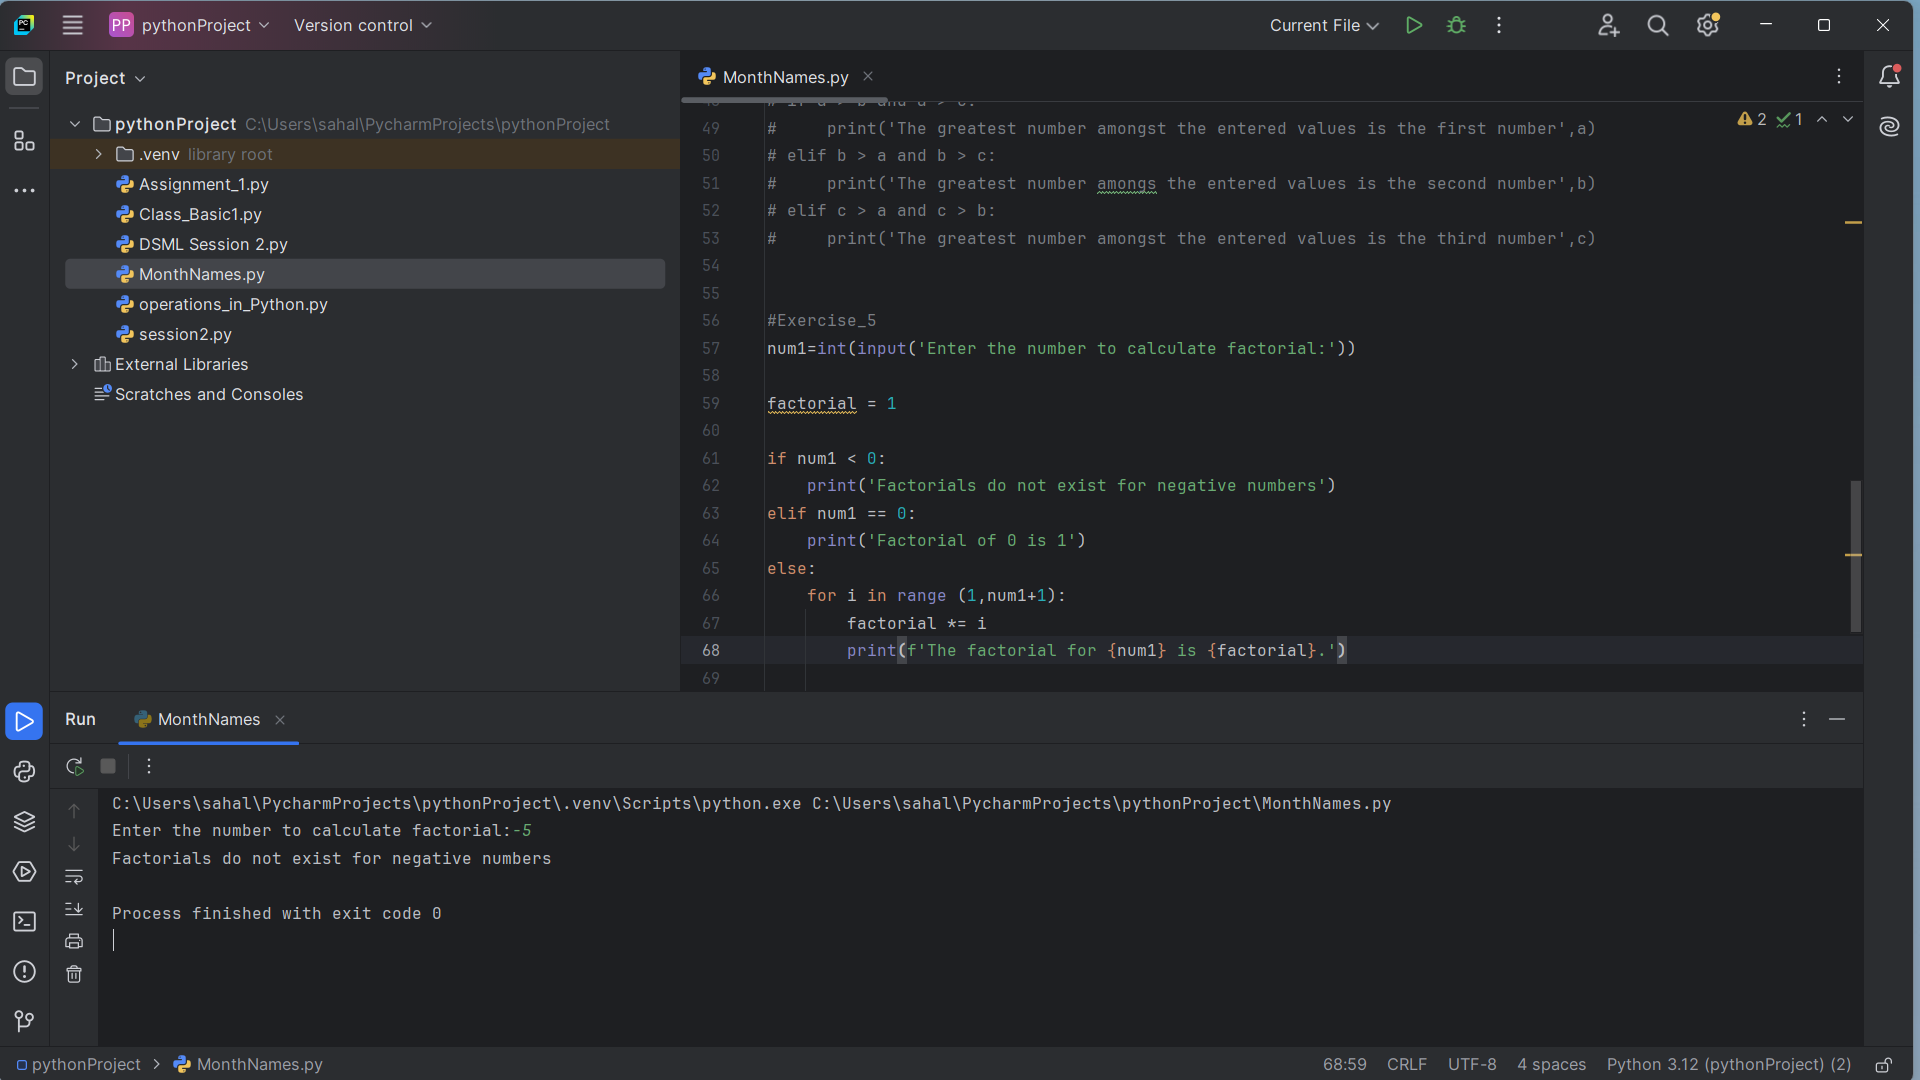 PP pythonProject Version control Current File
Project
MonthNames.py
pythonProject C:\Users\sahal\PycharmProjects\pythonProject
.venv library root
Assignment_1.py
Class_Basic1.py
DSML Session 2.py
MonthNames.py
operations_in_Python.py
session2.py
External Libraries
Scratches and Consoles
2 1
49 #     print('The greatest number amongst the entered values is the first number',a)
50 # elif b > a and b > c:
51 #     print('The greatest number amongs the entered values is the second number',b)
52 # elif c > a and c > b:
53 #     print('The greatest number amongst the entered values is the third number',c)
54
55
56 #Exercise_5
57 num1=int(input('Enter the number to calculate factorial:'))
58
59 factorial = 1
60
61 if num1 < 0:
62     print('Factorials do not exist for negative numbers')
63 elif num1 == 0:
64     print('Factorial of 0 is 1')
65 else:
66     for i in range (1,num1+1):
67         factorial *= i
68         print(f'The factorial for {num1} is {factorial}.')
69
Run MonthNames
C:\Users\sahal\PycharmProjects\pythonProject\.venv\Scripts\python.exe C:\Users\sahal\PycharmProjects\pythonProject\MonthNames.py
Enter the number to calculate factorial:-5
Factorials do not exist for negative numbers
Process finished with exit code 0
pythonProject > MonthNames.py 68:59 CRLF UTF-8 4 spaces Python 3.12 (pythonProject) (2)